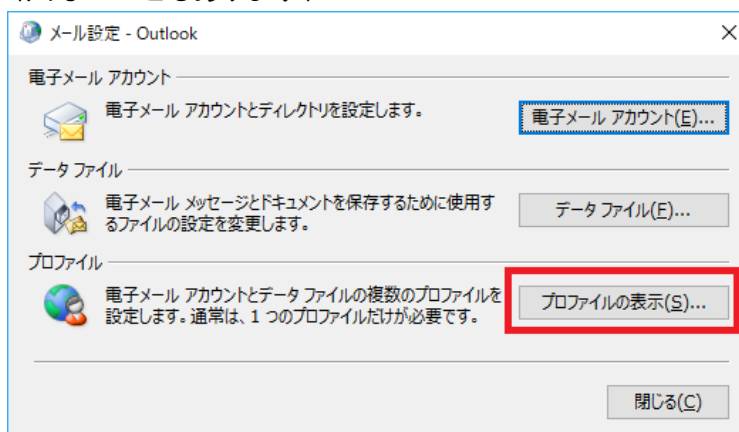 メール設定 - Outlook
電子メール アカウント
電子メール アカウントとディレクトリを設定します。
電子メール アカウント(E)...
データ ファイル
電子メール メッセージとドキュメントを保存するために使用す
るファイルの設定を変更します。
データ ファイル(F)...
プロファイル
電子メール アカウントとデータ ファイルの複数のプロファイルを
設定します。通常は、1 つのプロファイルだけが必要です。
プロファイルの表示(S)...
閉じる(C)